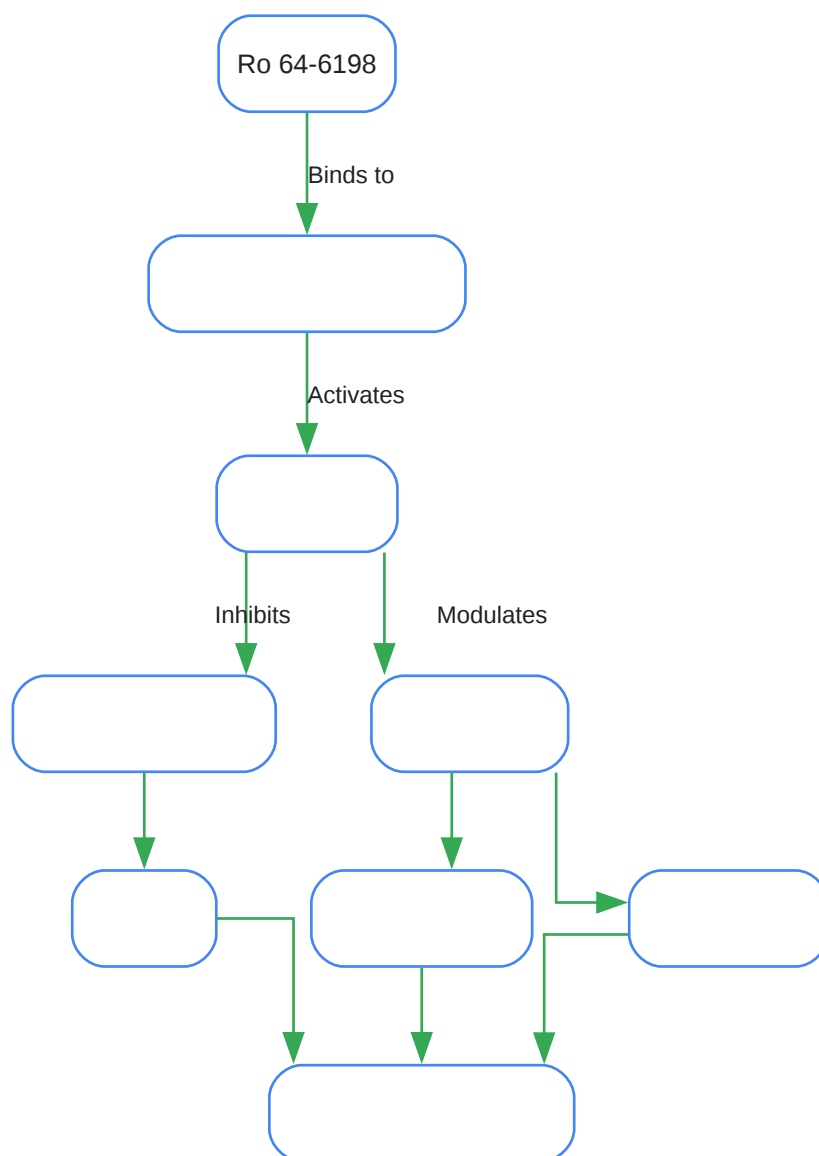 Ro 64-6198
Binds to
Activates
Inhibits
Modulates